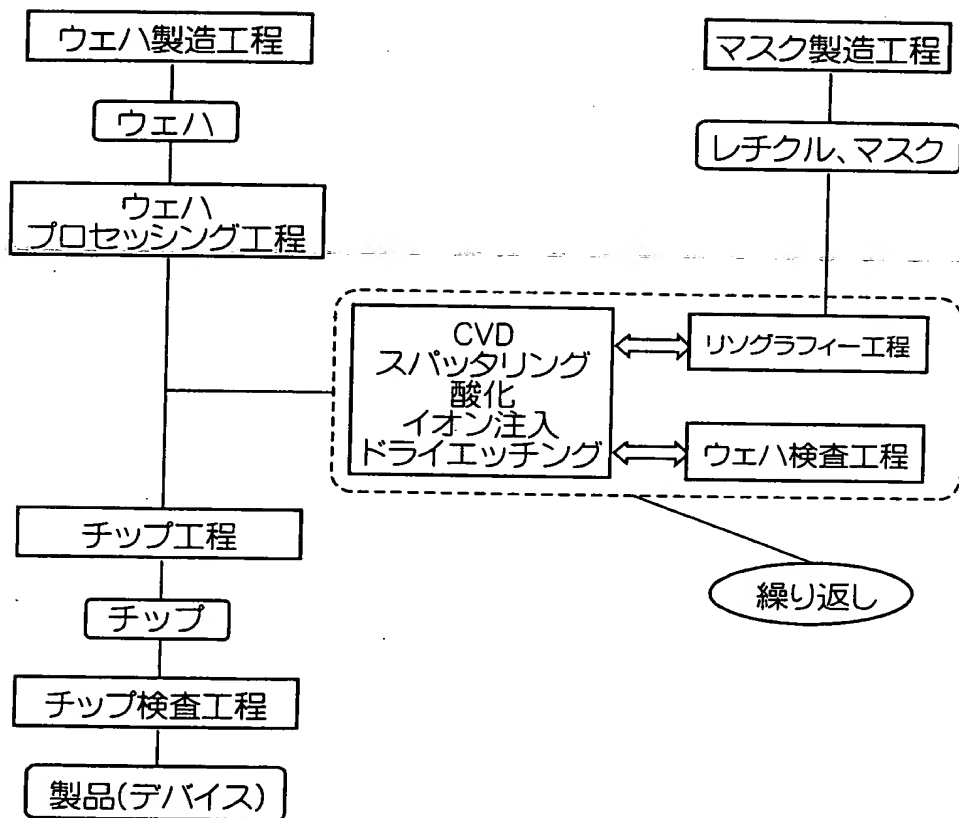 ウェハ製造工程
ウェハ
ウェハ
プロセッシング工程
マスク製造工程
レチクル、マスク
CVD
スパッタリング
酸化
イオン注入
ドライエッチング
リソグラフィー工程
ウェハ検査工程
繰り返し
チップ工程
チップ
チップ検査工程
製品(デバイス)